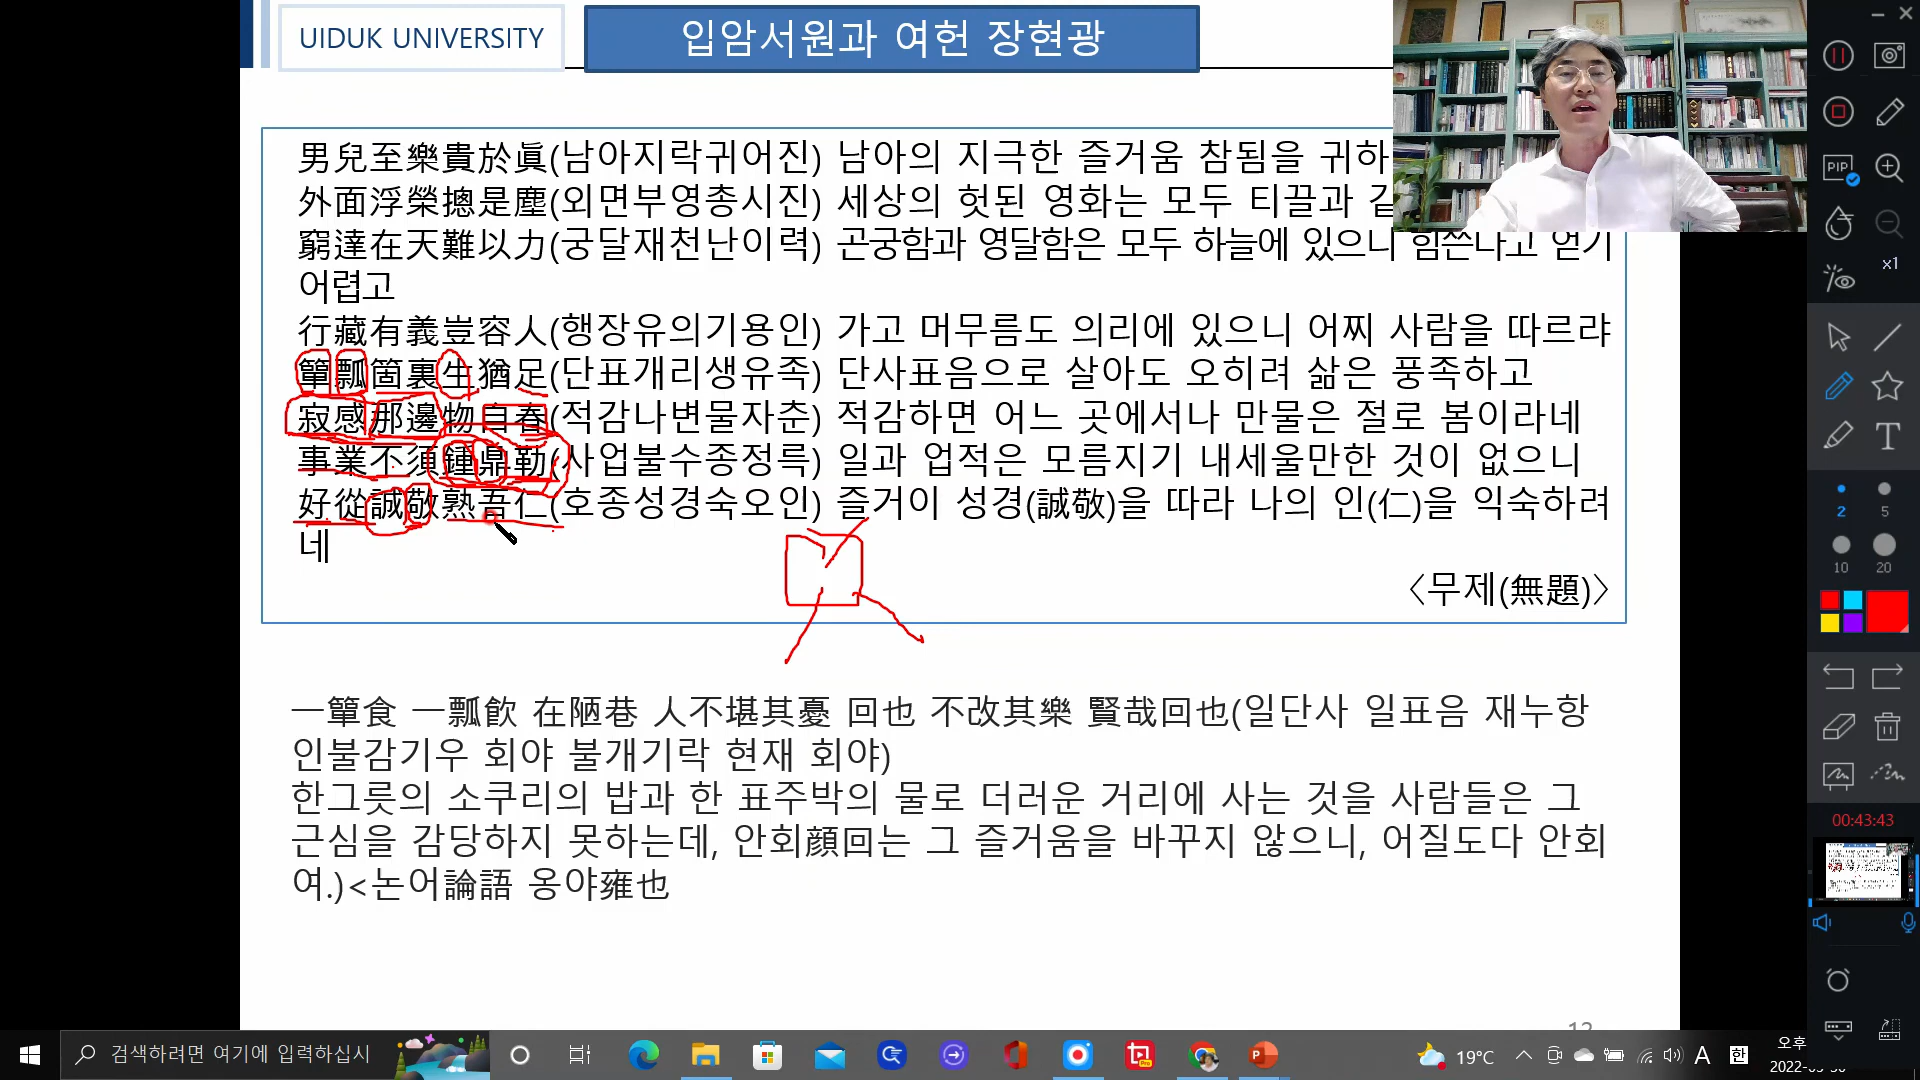 UIDUK UNIVERSITY
입암서원과 여헌 장현광
男兒至樂貴於眞(남아지락귀어진) 남아의 지극한 즐거움 참됨을 귀하
外面浮榮摠是塵(외면부영총시진) 세상의 헛된 영화는 모두 티끌과
窮達在天難以力(궁달재천난이력) 곤궁함과 영달함은 모두 하늘에 있으니 힘쓴다고 얻기
어렵고
行藏有義豈容人(행장유의기용인) 가고 머무름도 의리에 있으니 어찌 사람을 따르랴
簞瓢箇裏生猶足(단표개리생유족) 단사표음으로 살아도 오히려 삶은 풍족하고
寂感那邊物自春(적감나변물자춘) 적감하면 어느 곳에서나 만물은 절로 봄이라네
事業不須鍾鼎勒(사업불수종정륵) 일과 업적은 모름지기 내세울만한 것이 없으니
好從誠敬熟吾仁(호종성경숙오인) 즐거이 성경(誠敬)을 따라 나의 인(仁)을 익숙하려
네
〈무제(無題)〉
一簞食 一瓢飮 在陋巷 人不堪其憂 回也 不改其樂 賢哉回也(일단사 일표음 재누항
인불감기우 회야 불개기락 현재 회야)
한그릇의 소쿠리의 밥과 한 표주박의 물로 더러운 거리에 사는 것을 사람들은 그
근심을 감당하지 못하는데, 안회顔回는 그 즐거움을 바꾸지 않으니, 어질도다 안회
여.)<논어論語 옹야雍也
PIP
x1
T
2 5
10 20
00:43:43
검색하려면 여기에 입력하십시
19℃
A 한
오후